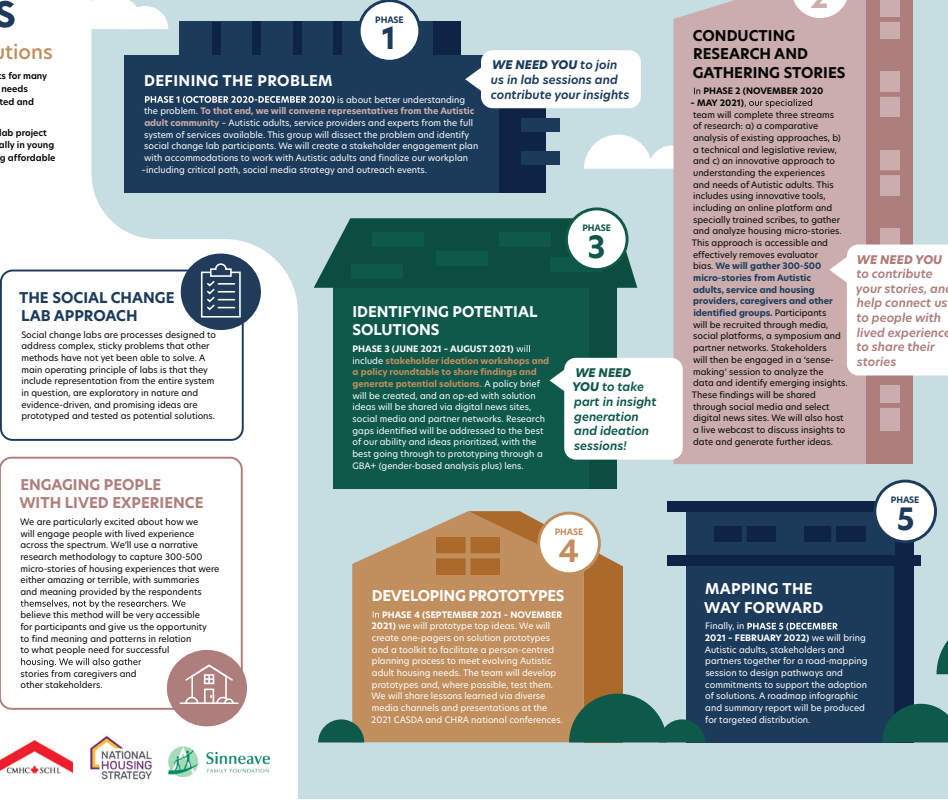 S
utions
ts for many
needs
ted and
lab project
ally in young
g affordable
PHASE
1
DEFINING THE PROBLEM
PHASE 1 (OCTOBER 2020-DECEMBER 2020) is about better understanding
the problem. To that end, we will convene representatives from the Autistic
adult community – Autistic adults, service providers and experts from the full
system of services available. This group will dissect the problem and identify
social change lab participants. We will create a stakeholder engagement plan
with accommodations to work with Autistic adults and finalize our workplan
–including critical path, social media strategy and outreach events.
WE NEED YOU to join
us in lab sessions and
contribute your insights
2
CONDUCTING
RESEARCH AND
GATHERING STORIES
In PHASE 2 (NOVEMBER 2020
– MAY 2021), our specialized
team will complete three streams
of research: a) a comparative
analysis of existing approaches, b)
a technical and legislative review,
and c) an innovative approach to
understanding the experiences
and needs of Autistic adults. This
includes using innovative tools,
including an online platform and
specially trained scribes, to gather
and analyze housing micro-stories.
This approach is accessible and
effectively removes evaluator
bias. We will gather 300-500
micro-stories from Autistic
adults, service and housing
providers, caregivers and other
identified groups. Participants
will be recruited through media,
social platforms, a symposium and
partner networks. Stakeholders
will then be engaged in a 'sense-
making' session to analyze the
data and identify emerging insights.
These findings will be shared
through social media and select
digital news sites. We will also host
a live webcast to discuss insights to
date and generate further ideas.
WE NEED YOU
to contribute
your stories, and
help connect us
to people with
lived experience
to share their
stories
PHASE
3
IDENTIFYING POTENTIAL
SOLUTIONS
PHASE 3 (JUNE 2021 – AUGUST 2021) will
include stakeholder ideation workshops and
a policy roundtable to share findings and
generate potential solutions. A policy brief
will be created, and an op-ed with solution
ideas will be shared via digital news sites,
social media and partner networks. Research
gaps identified will be addressed to the best
of our ability and ideas prioritized, with the
best going through to prototyping through a
GBA+ (gender-based analysis plus) lens.
WE NEED
YOU to take
part in insight
generation
and ideation
sessions!
THE SOCIAL CHANGE
LAB APPROACH
Social change labs are processes designed to
address complex, sticky problems that other
methods have not yet been able to solve. A
main operating principle of labs is that they
include representation from the entire system
in question, are exploratory in nature and
evidence-driven, and promising ideas are
prototyped and tested as potential solutions.
ENGAGING PEOPLE
WITH LIVED EXPERIENCE
We are particularly excited about how we
will engage people with lived experience
across the spectrum. We'll use a narrative
research methodology to capture 300-500
micro-stories of housing experiences that were
either amazing or terrible, with summaries
and meaning provided by the respondents
themselves, not by the researchers. We
believe this method will be very accessible
for participants and give us the opportunity
to find meaning and patterns in relation
to what people need for successful
housing. We will also gather
stories from caregivers and
other stakeholders.
PHASE
4
DEVELOPING PROTOTYPES
In PHASE 4 (SEPTEMBER 2021 – NOVEMBER
2021) we will prototype top ideas. We will
create one-pagers on solution prototypes
and a toolkit to facilitate a person-centred
planning process to meet evolving Autistic
adult housing needs. The team will develop
prototypes and, where possible, test them.
We will share lessons learned via diverse
media channels and presentations at the
2021 CASDA and CHRA national conferences.
PHASE
5
MAPPING THE
WAY FORWARD
Finally, in PHASE 5 (DECEMBER
2021 – FEBRUARY 2022) we will bring
Autistic adults, stakeholders and
partners together for a road-mapping
session to design pathways and
commitments to support the adoption
of solutions. A roadmap infographic
and summary report will be produced
for targeted distribution.
CMHC SCHL
NATIONAL
HOUSING
STRATEGY
Sinneave
FAMILY FOUNDATION